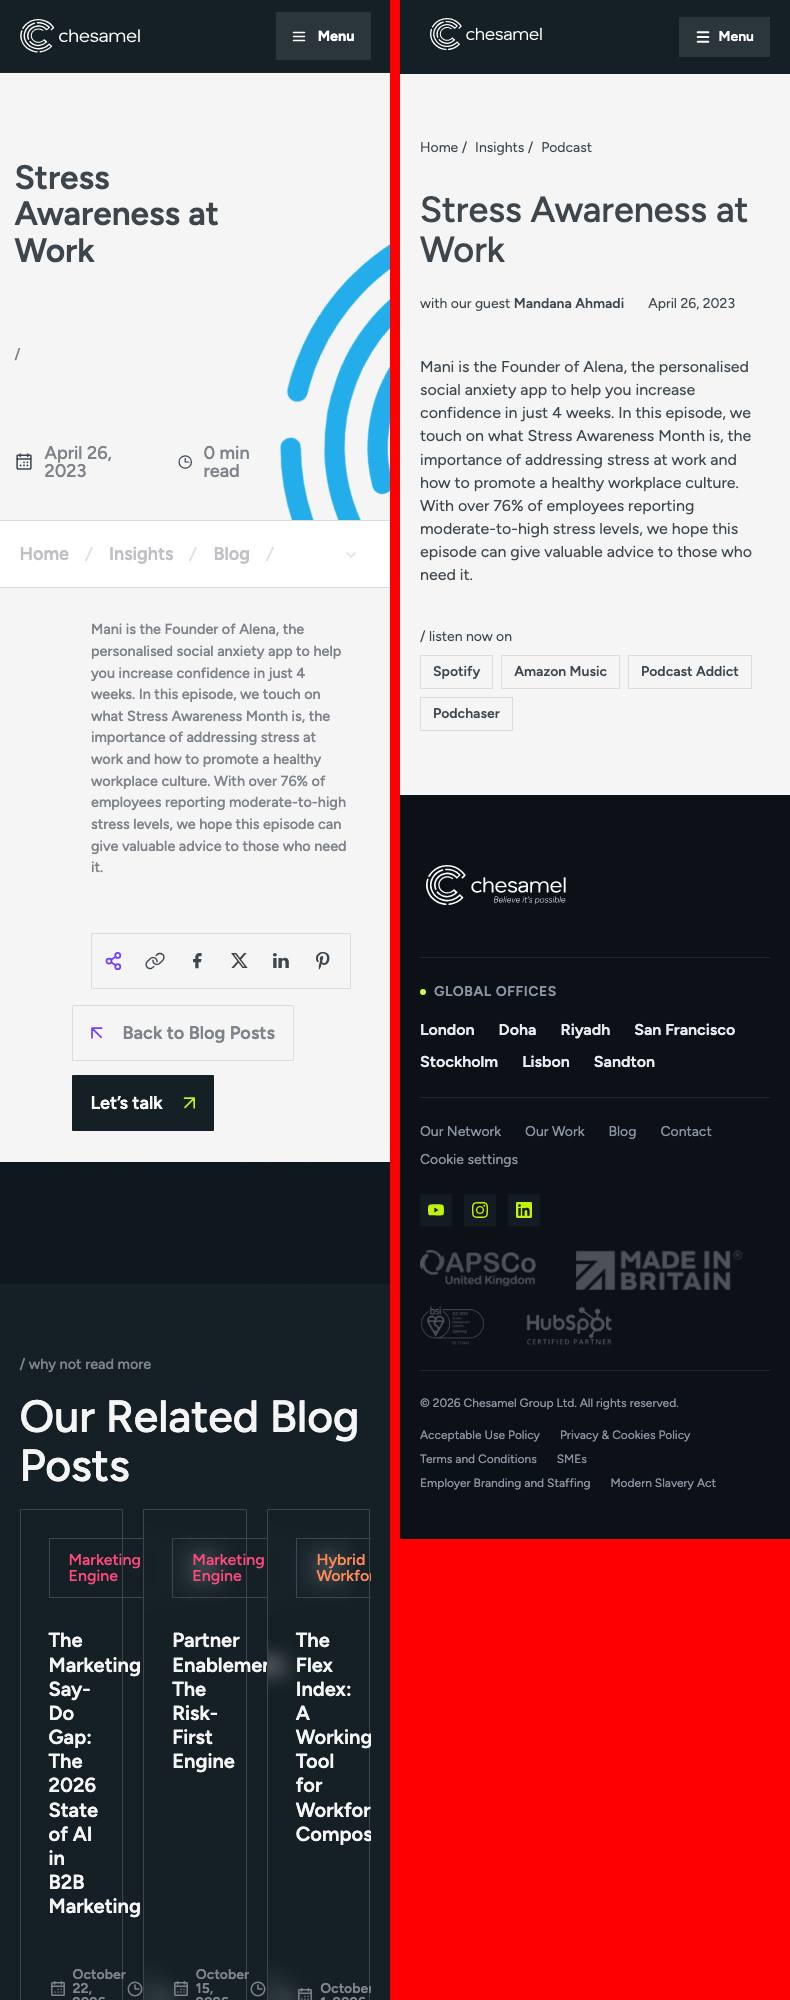 chesamel
Menu
Stress
Awareness at
Work
/
April 26,
2023
0 min
read
Home / Insights / Blog /
Mani is the Founder of Alena, the
personalised social anxiety app to help
you increase confidence in just 4
weeks. In this episode, we touch on
what Stress Awareness Month is, the
importance of addressing stress at
work and how to promote a healthy
workplace culture. With over 76% of
employees reporting moderate-to-high
stress levels, we hope this episode can
give valuable advice to those who need
it.
Back to Blog Posts
Let's talk
/ why not read more
Our Related Blog
Posts
Marketing
Engine
The
Marketing
Say-
Do
Gap:
The
2026
State
of AI
in
B2B
Marketing
October
22,
Marketing
Engine
Partner
Enablemen
The
Risk-
First
Engine
October
15,
Hybrid
Workfo
The
Flex
Index:
A
Working
Tool
for
Workfor
Compos
October
chesamel
Menu
Home / Insights / Podcast
Stress Awareness at
Work
with our guest Mandana Ahmadi April 26, 2023
Mani is the Founder of Alena, the personalised
social anxiety app to help you increase
confidence in just 4 weeks. In this episode, we
touch on what Stress Awareness Month is, the
importance of addressing stress at work and
how to promote a healthy workplace culture.
With over 76% of employees reporting
moderate-to-high stress levels, we hope this
episode can give valuable advice to those who
need it.
/ listen now on
Spotify Amazon Music Podcast Addict
Podchaser
chesamel
Believe it's possible
GLOBAL OFFICES
London Doha Riyadh San Francisco
Stockholm Lisbon Sandton
Our Network Our Work Blog Contact
Cookie settings
APSCo
United Kingdom
MADE IN®
BRITAIN
bsi
HubSpot
CERTIFIED PARTNER
© 2026 Chesamel Group Ltd. All rights reserved.
Acceptable Use Policy Privacy & Cookies Policy
Terms and Conditions SMEs
Employer Branding and Staffing Modern Slavery Act